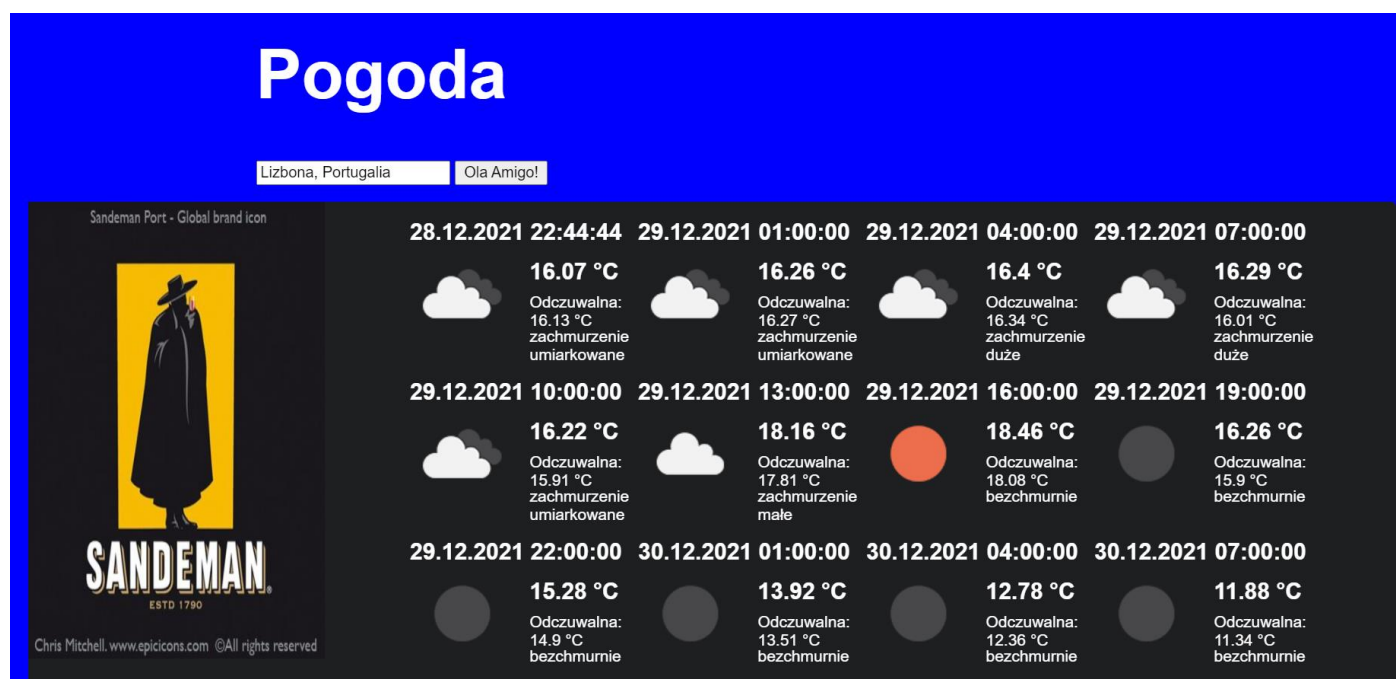 Pogoda
Lizbona, Portugalia
Ola Amigo!
Sandeman Port - Global brand icon
SANDEMAN®
ESTD 1790
Chris Mitchell. www.epicicons.com ©All rights reserved
28.12.2021 22:44:44
16.07 °C
Odczuwalna:
16.13 °C
zachmurzenie
umiarkowane
29.12.2021 01:00:00
16.26 °C
Odczuwalna:
16.27 °C
zachmurzenie
umiarkowane
29.12.2021 04:00:00
16.4 °C
Odczuwalna:
16.34 °C
zachmurzenie
duże
29.12.2021 07:00:00
16.29 °C
Odczuwalna:
16.01 °C
zachmurzenie
duże
29.12.2021 10:00:00
16.22 °C
Odczuwalna:
15.91 °C
zachmurzenie
umiarkowane
29.12.2021 13:00:00
18.16 °C
Odczuwalna:
17.81 °C
zachmurzenie
małe
29.12.2021 16:00:00
18.46 °C
Odczuwalna:
18.08 °C
bezchmurnie
29.12.2021 19:00:00
16.26 °C
Odczuwalna:
15.9 °C
bezchmurnie
29.12.2021 22:00:00
15.28 °C
Odczuwalna:
14.9 °C
bezchmurnie
30.12.2021 01:00:00
13.92 °C
Odczuwalna:
13.51 °C
bezchmurnie
30.12.2021 04:00:00
12.78 °C
Odczuwalna:
12.36 °C
bezchmurnie
30.12.2021 07:00:00
11.88 °C
Odczuwalna:
11.34 °C
bezchmurnie